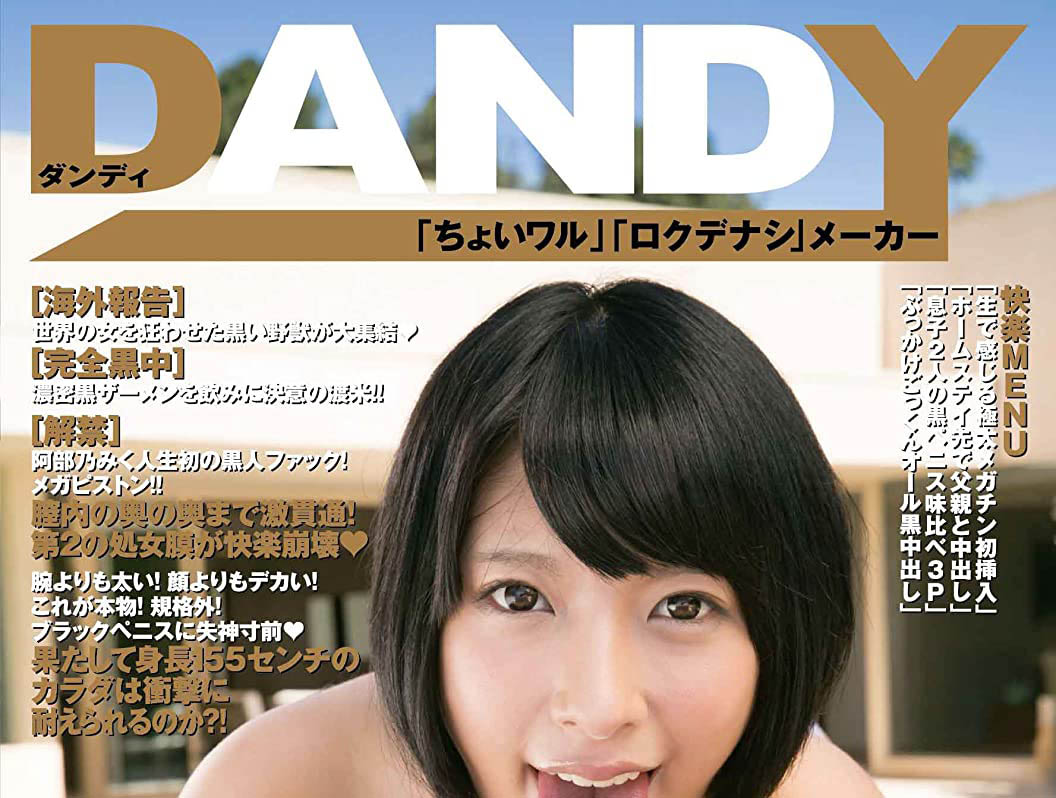 DANDY
ダンディ
「ちょいワル」「ロクデナシ」メーカー
[海外報告]
世界の女を狂わせた黒い野獣が大集結♥
[完全黒中]
濃密黒ザーメンを飲みに決意の渡米!!
[解禁]
阿部乃みく人生初の黒人ファック!
メガピストン!!
膣内の奥の奥まで激貫通!
第2の処女膜が快楽崩壊♥
腕よりも太い! 顔よりもデカい!
これが本物! 規格外!
ブラックペニスに失神寸前♥
果たして身長155センチの
カラダは衝撃に
耐えられるのか?!
快楽MENU
「生で感じる極太メガチン初挿入」
「ホームステイ先で父親と中出し」
「息子2人の黒ペニス味比べ3P」
「ぶっかけごっくんオール黒中出し」